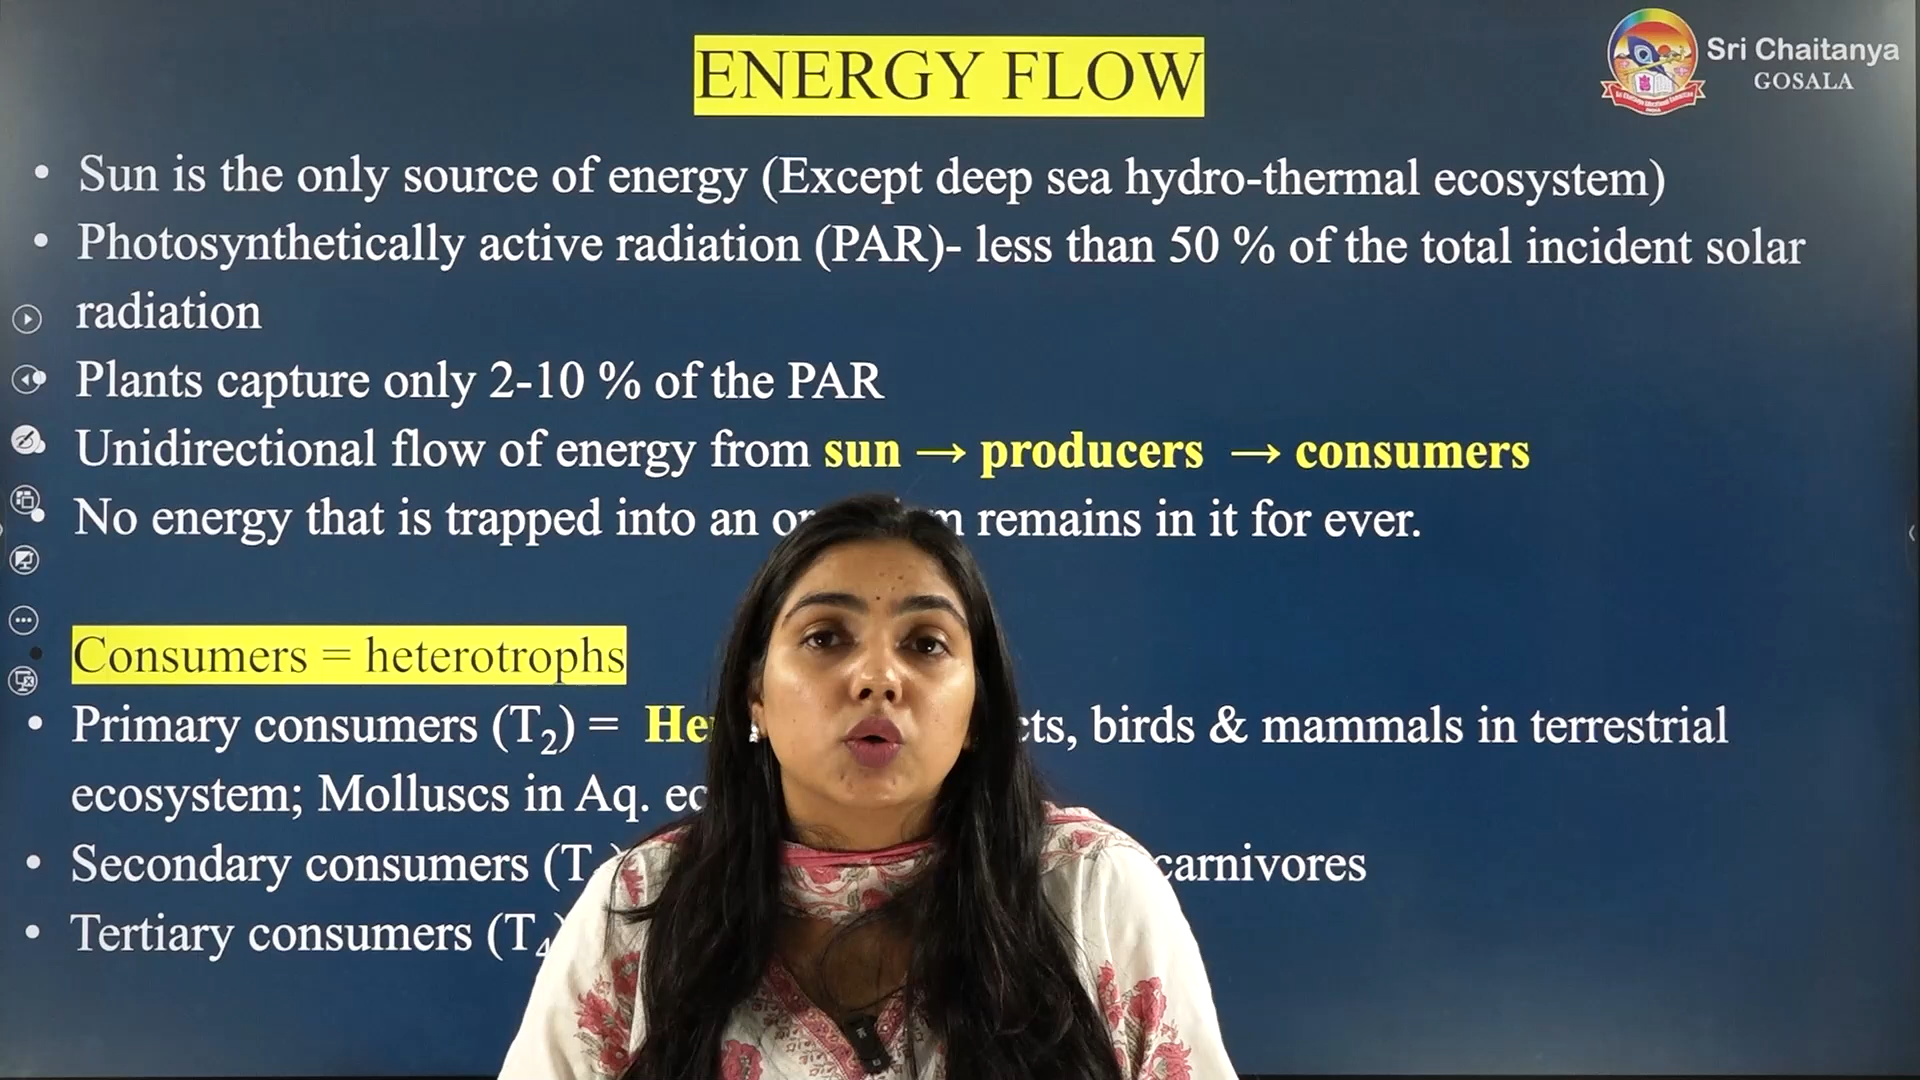 ENERGY FLOW
Sri Chaitanya
GOSALA
• Sun is the only source of energy (Except deep sea hydro-thermal ecosystem)
• Photosynthetically active radiation (PAR)- less than 50 % of the total incident solar
radiation
Plants capture only 2-10 % of the PAR
Unidirectional flow of energy from sun → producers → consumers
• No energy that is trapped into an remains in it for ever.
• Consumers = heterotrophs
• Primary consumers (T₂) = birds & mammals in terrestrial
ecosystem; Molluscs in Aq.
• Secondary consumers carnivores
• Tertiary consumers (T₄